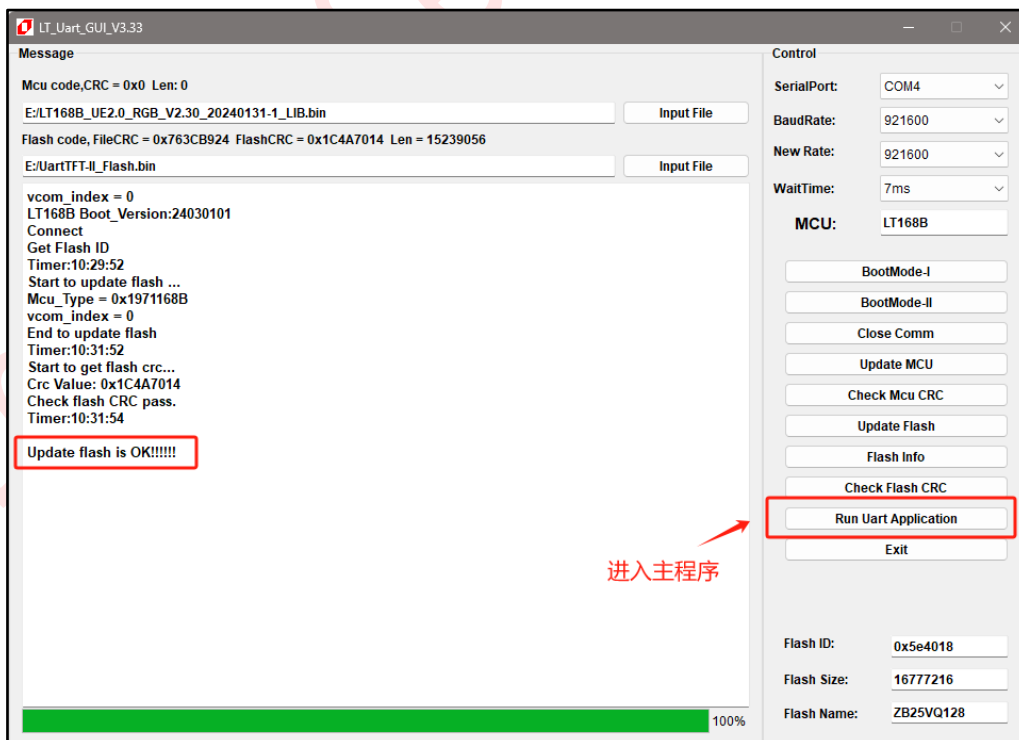 LT_Uart_GUI_V3.33
Message
Mcu code,CRC = 0x0 Len: 0
E:/LT168B_UE2.0_RGB_V2.30_20240131-1_LIB.bin
Input File
Flash code, FileCRC = 0x763CB924 FlashCRC = 0x1C4A7014 Len = 15239056
E:/UartTFT-II_Flash.bin
Input File
vcom_index = 0
LT168B Boot_Version:24030101
Connect
Get Flash ID
Timer:10:29:52
Start to update flash ...
Mcu_Type = 0x1971168B
vcom_index = 0
End to update flash
Timer:10:31:52
Start to get flash crc...
Crc Value: 0x1C4A7014
Check flash CRC pass.
Timer:10:31:54
Update flash is OK!!!!!!
100%
Control
SerialPort: COM4
BaudRate: 921600
New Rate: 921600
WaitTime: 7ms
MCU: LT168B
BootMode-I
BootMode-II
Close Comm
Update MCU
Check Mcu CRC
Update Flash
Flash Info
Check Flash CRC
Run Uart Application
Exit
进入主程序
Flash ID: 0x5e4018
Flash Size: 16777216
Flash Name: ZB25VQ128